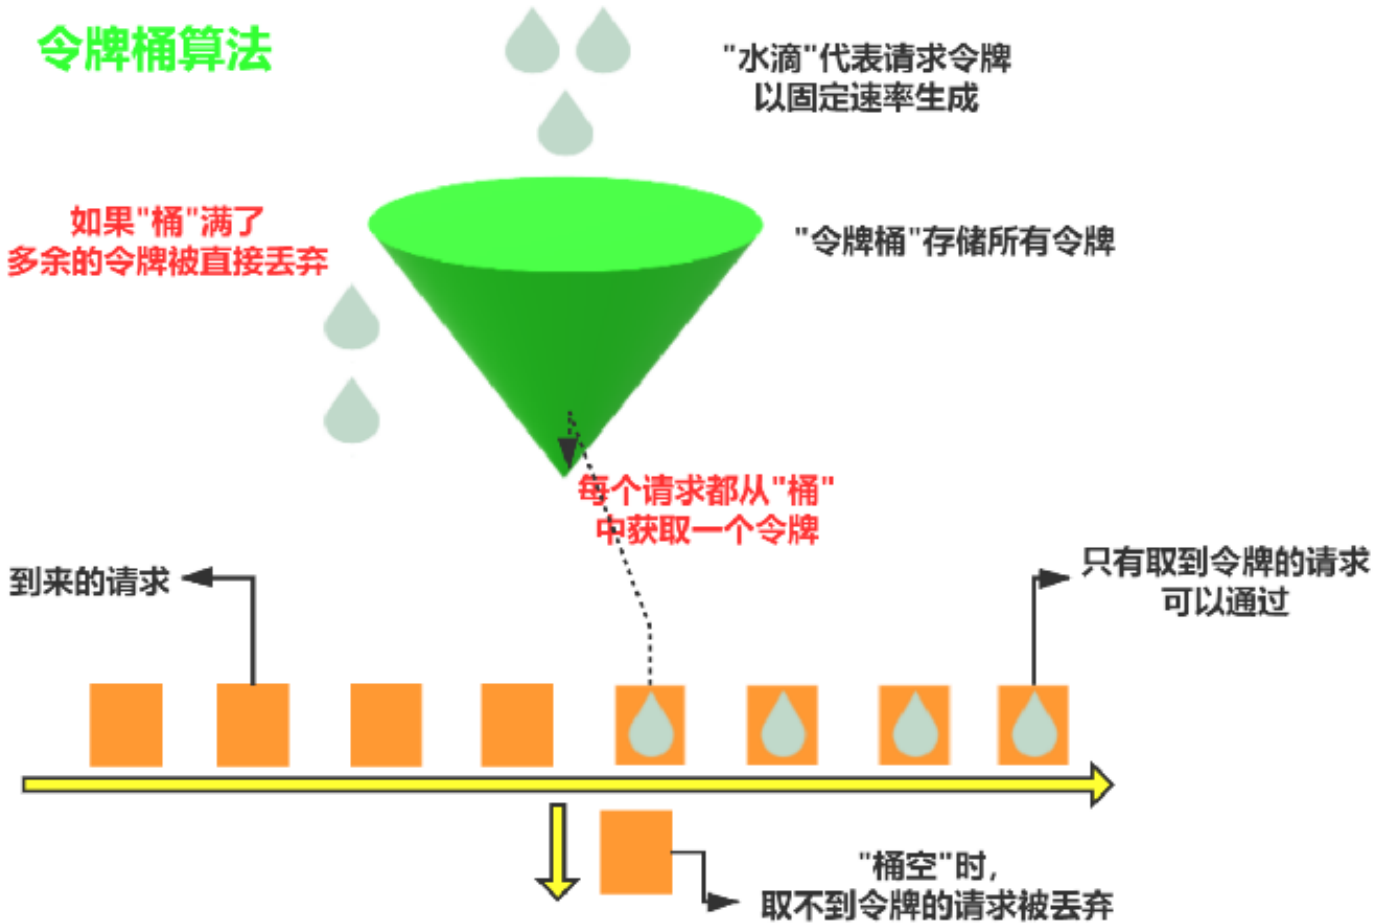 令牌桶算法
"水滴"代表请求令牌
以固定速率生成
如果"桶"满了
多余的令牌被直接丢弃
"令牌桶"存储所有令牌
每个请求都从"桶"
中获取一个令牌
到来的请求
只有取到令牌的请求
可以通过
"桶空"时，
取不到令牌的请求被丢弃